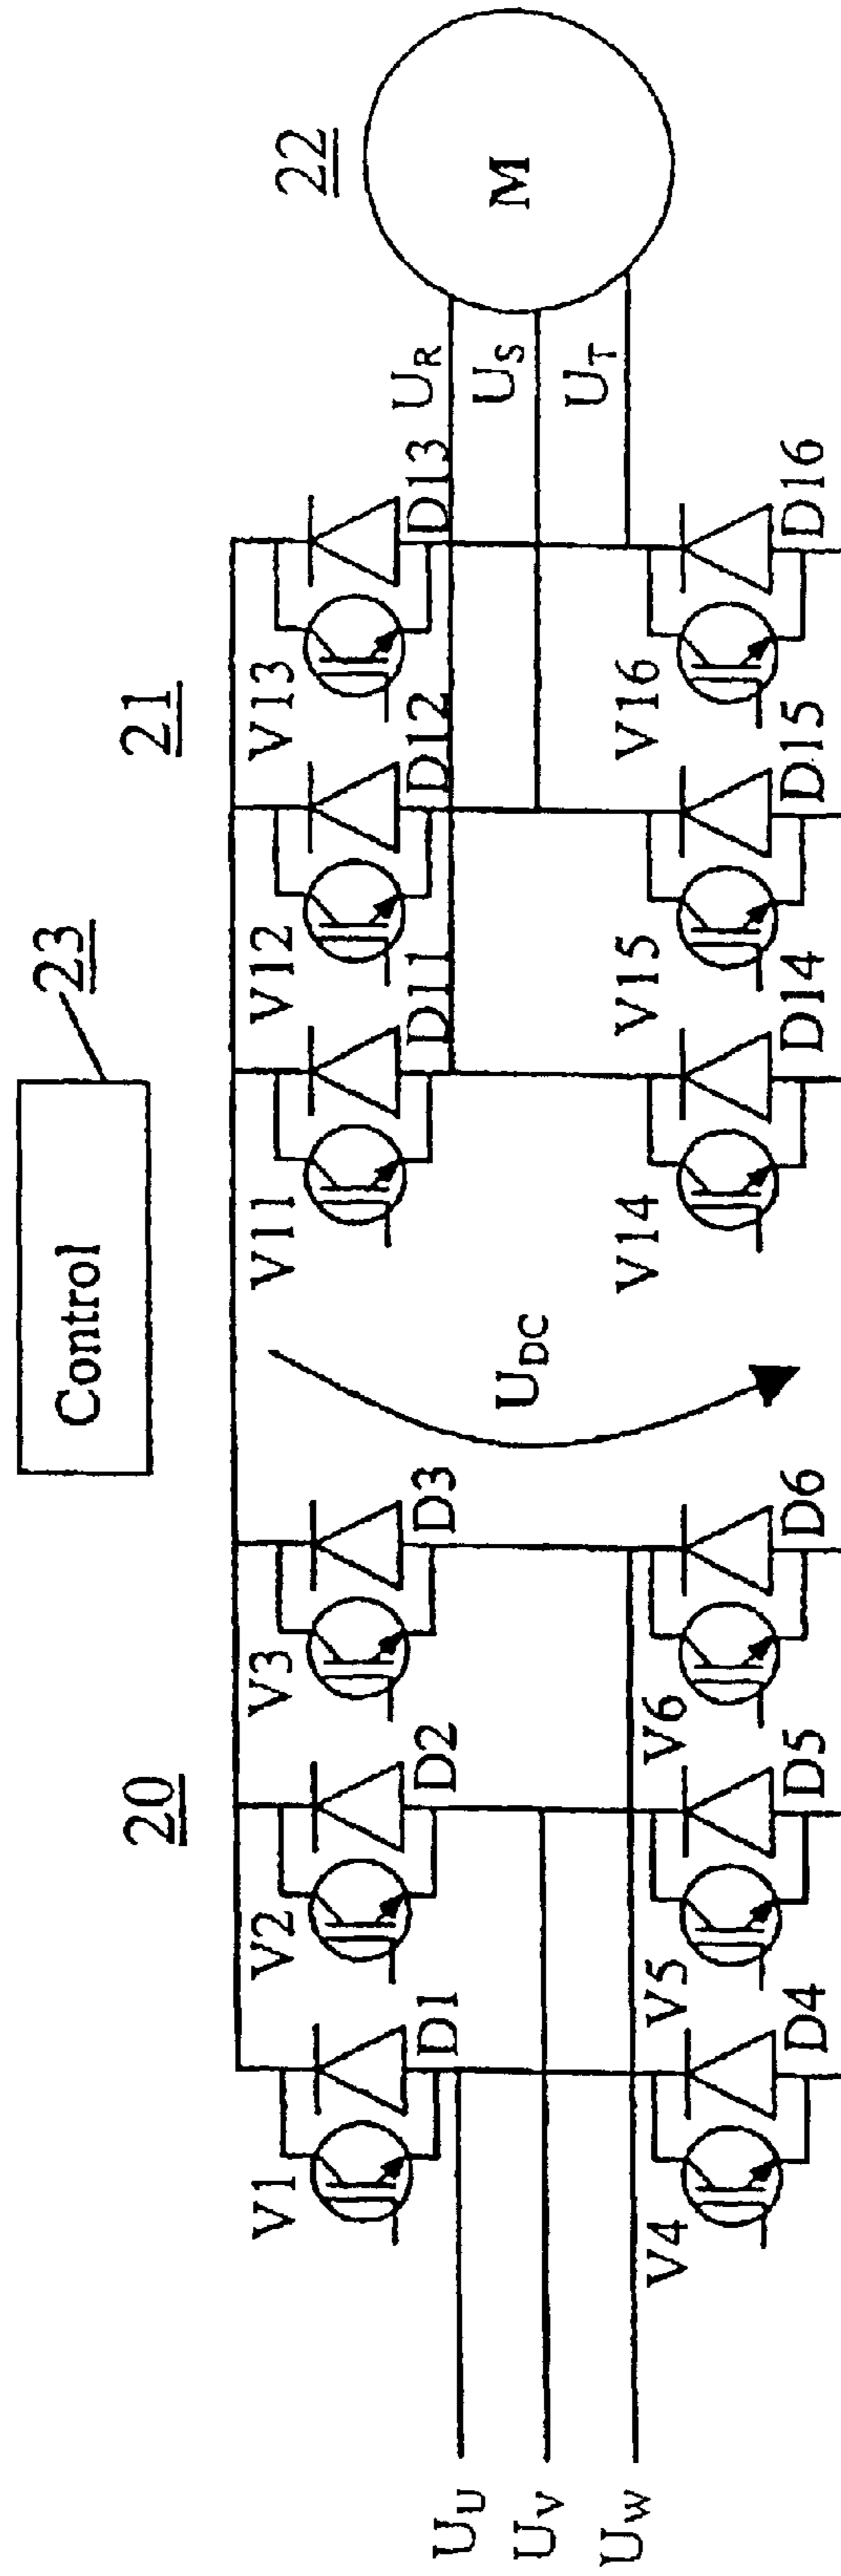 Control
23
20
21
22
V1
V2
V3
V11
V12
V13
D1
D2
D3
D11
D12
D13
U_R
U_S
U_T
M
U_DC
U_U
U_V
U_W
V4
V5
V6
V14
V15
V16
D4
D5
D6
D14
D15
D16